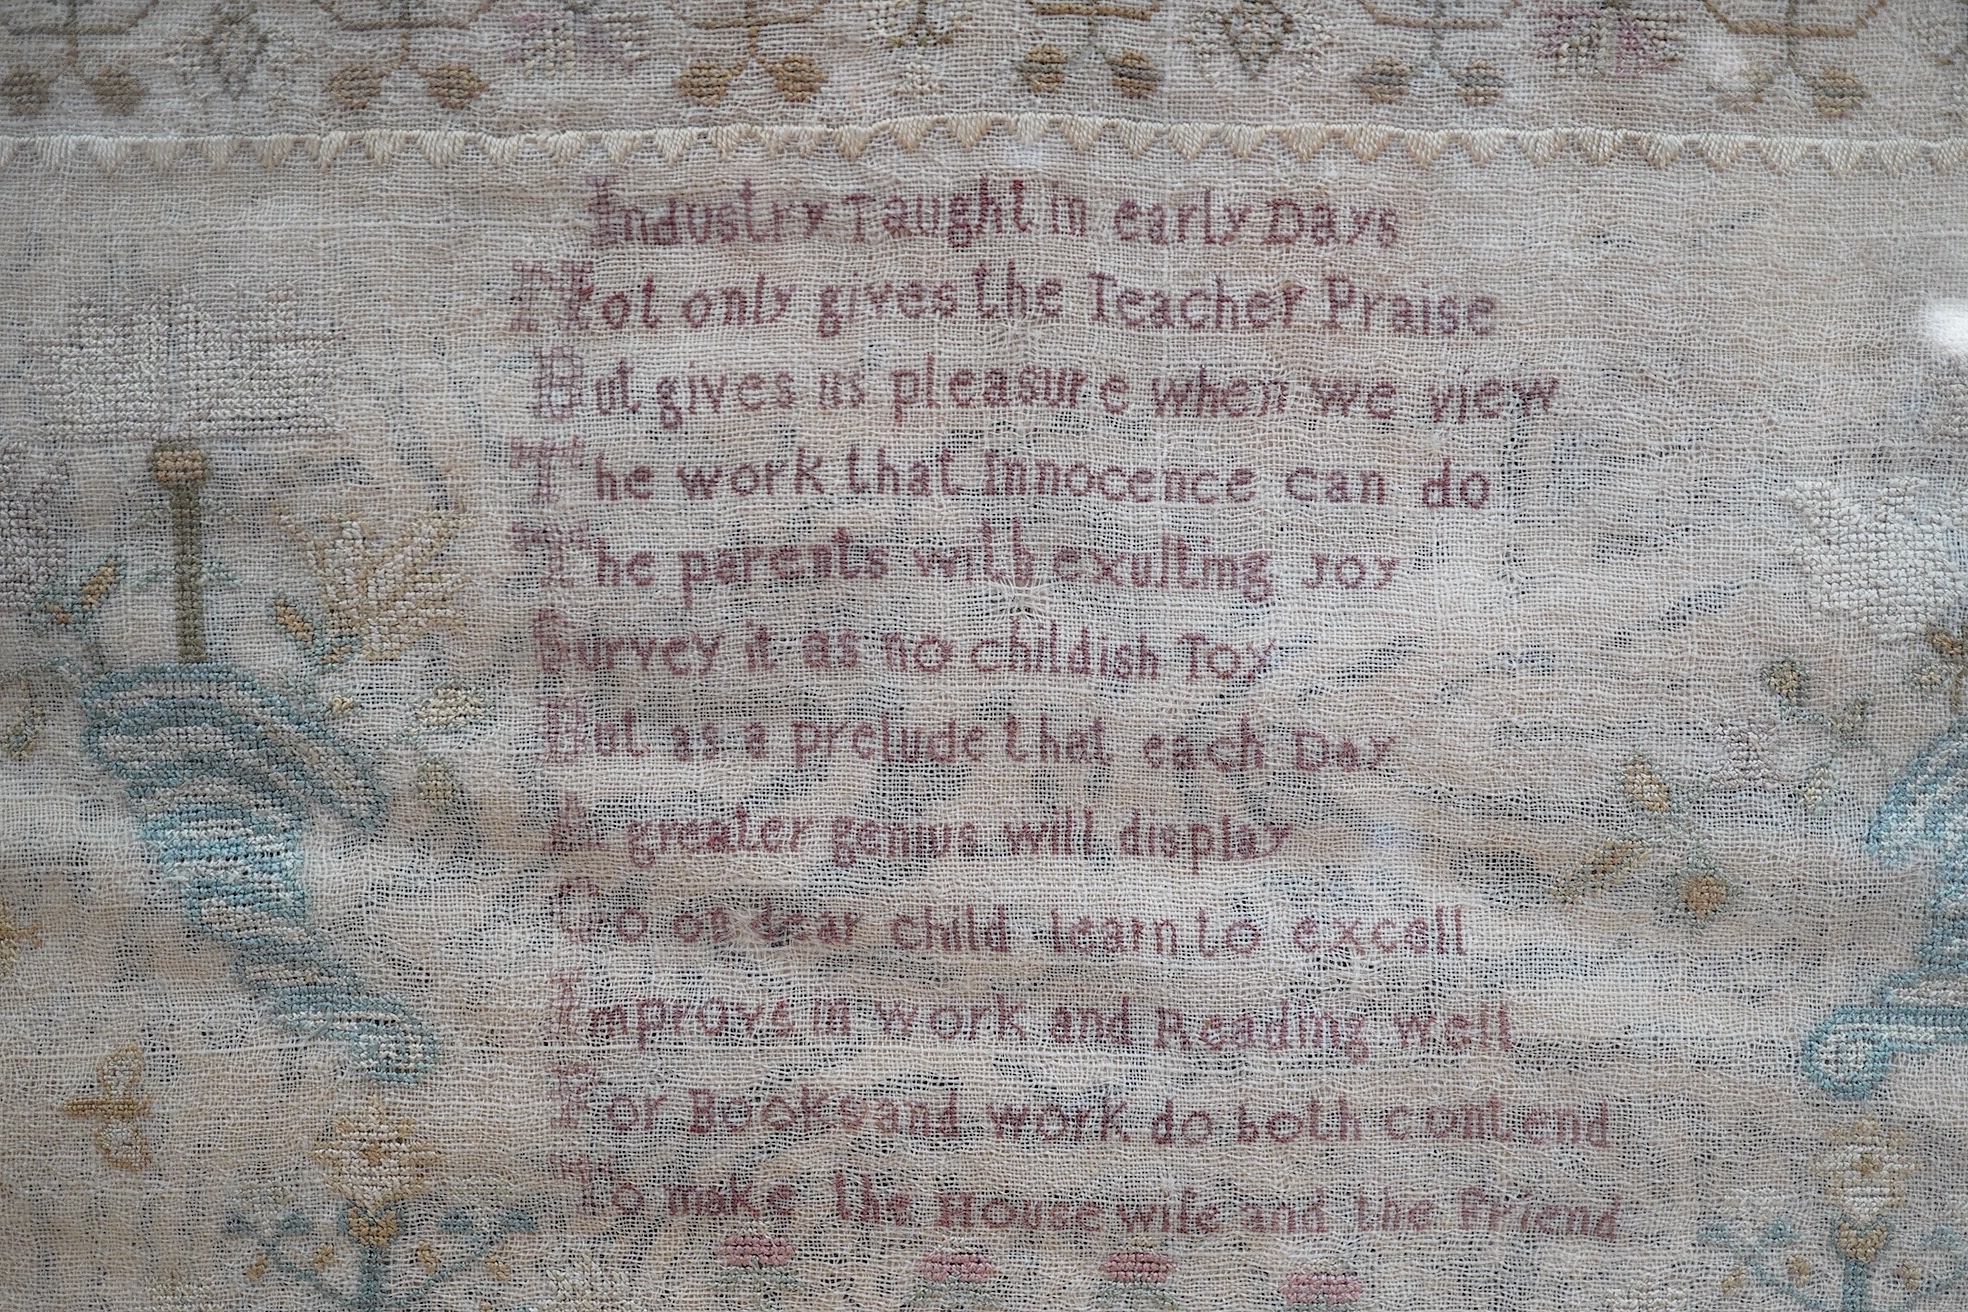 Industry Taught in early Days
Not only gives the Teacher Praise
But gives us pleasure when we view
The work that Innocence can do
The parents with exulting Joy
Survey it as no childish Toy
But as a prelude that each Day
A greater genius will display
Go on dear child learn to excell
Improve in work and Reading well
For Books and work do both contend
To make the Housewife and the friend